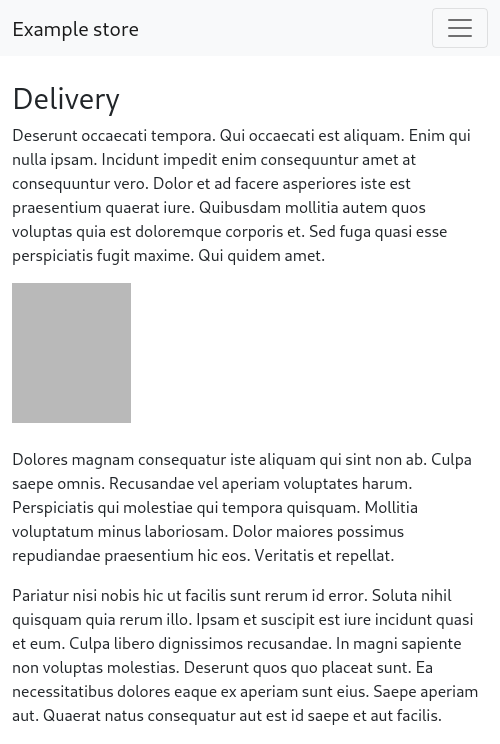 Example store
Delivery
Deserunt occaecati tempora. Qui occaecati est aliquam. Enim qui
nulla ipsam. Incidunt impedit enim consequuntur amet at
consequuntur vero. Dolor et ad facere asperiores iste est
praesentium quaerat iure. Quibusdam mollitia autem quos
voluptas quia est doloremque corporis et. Sed fuga quasi esse
perspiciatis fugit maxime. Qui quidem amet.
Dolores magnam consequatur iste aliquam qui sint non ab. Culpa
saepe omnis. Recusandae vel aperiam voluptates harum.
Perspiciatis qui molestiae qui tempora quisquam. Mollitia
voluptatum minus laboriosam. Dolor maiores possimus
repudiandae praesentium hic eos. Veritatis et repellat.
Pariatur nisi nobis hic ut facilis sunt rerum id error. Soluta nihil
quisquam quia rerum illo. Ipsam et suscipit est iure incidunt quasi
et eum. Culpa libero dignissimos recusandae. In magni sapiente
non voluptas molestias. Deserunt quos quo placeat sunt. Ea
necessitatibus dolores eaque ex aperiam sunt eius. Saepe aperiam
aut. Quaerat natus consequatur aut est id saepe et aut facilis.